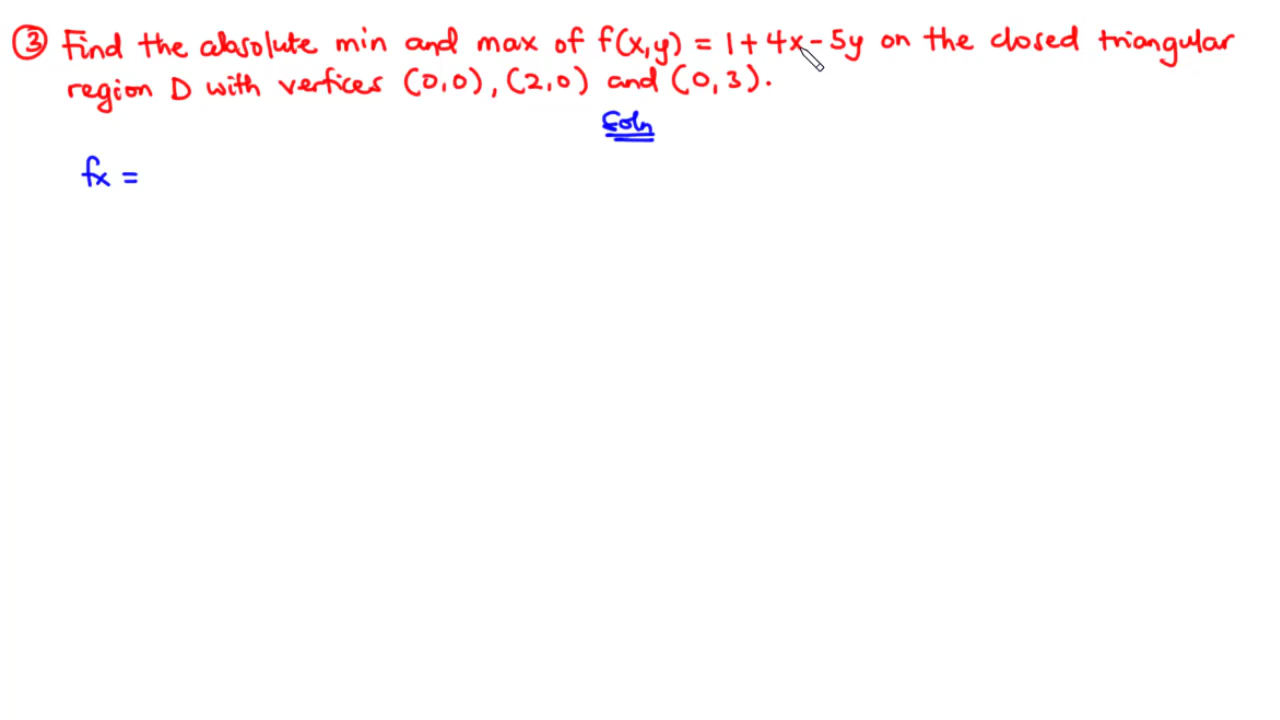 ③ Find the absolute min and max of f(x,y) = 1 + 4x - 5y on the closed triangular
region D with vertices (0,0), (2,0) and (0,3).
Soln
fx =